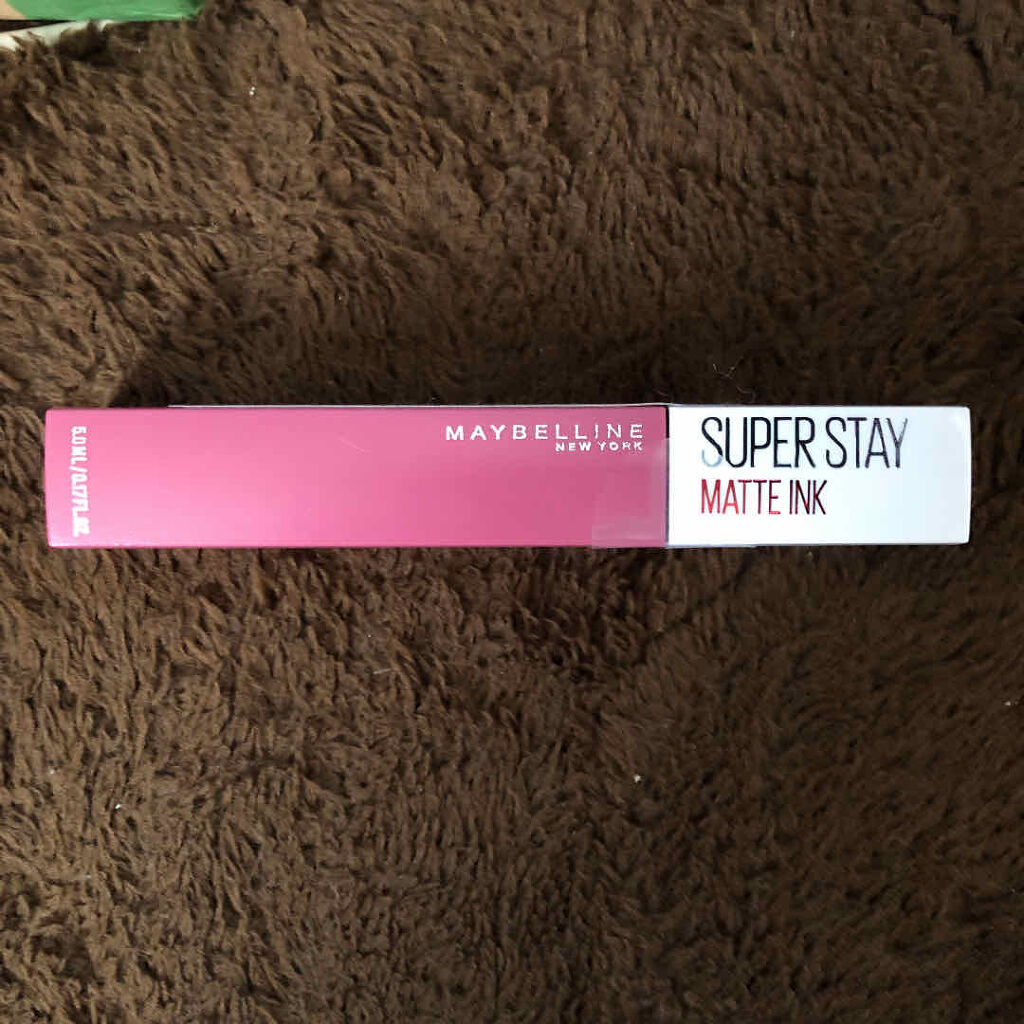 MAYBELLINE
NEW YORK
SUPER STAY
MATTE INK
5.0 ML/0.17 FL.OZ.